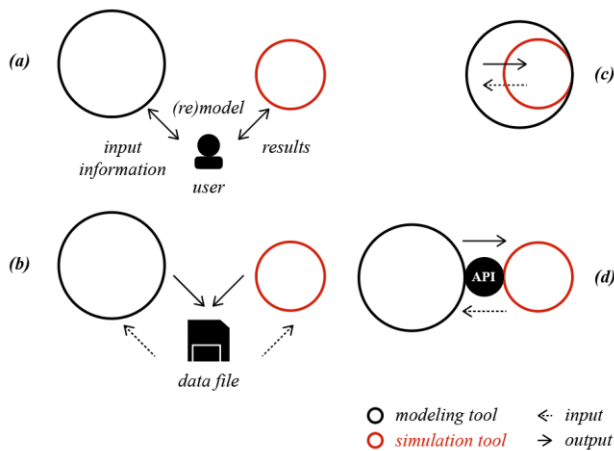 (a)
(re)model
input
information
results
user
(c)
(b)
data file
API
(d)
modeling tool
input
simulation tool
output